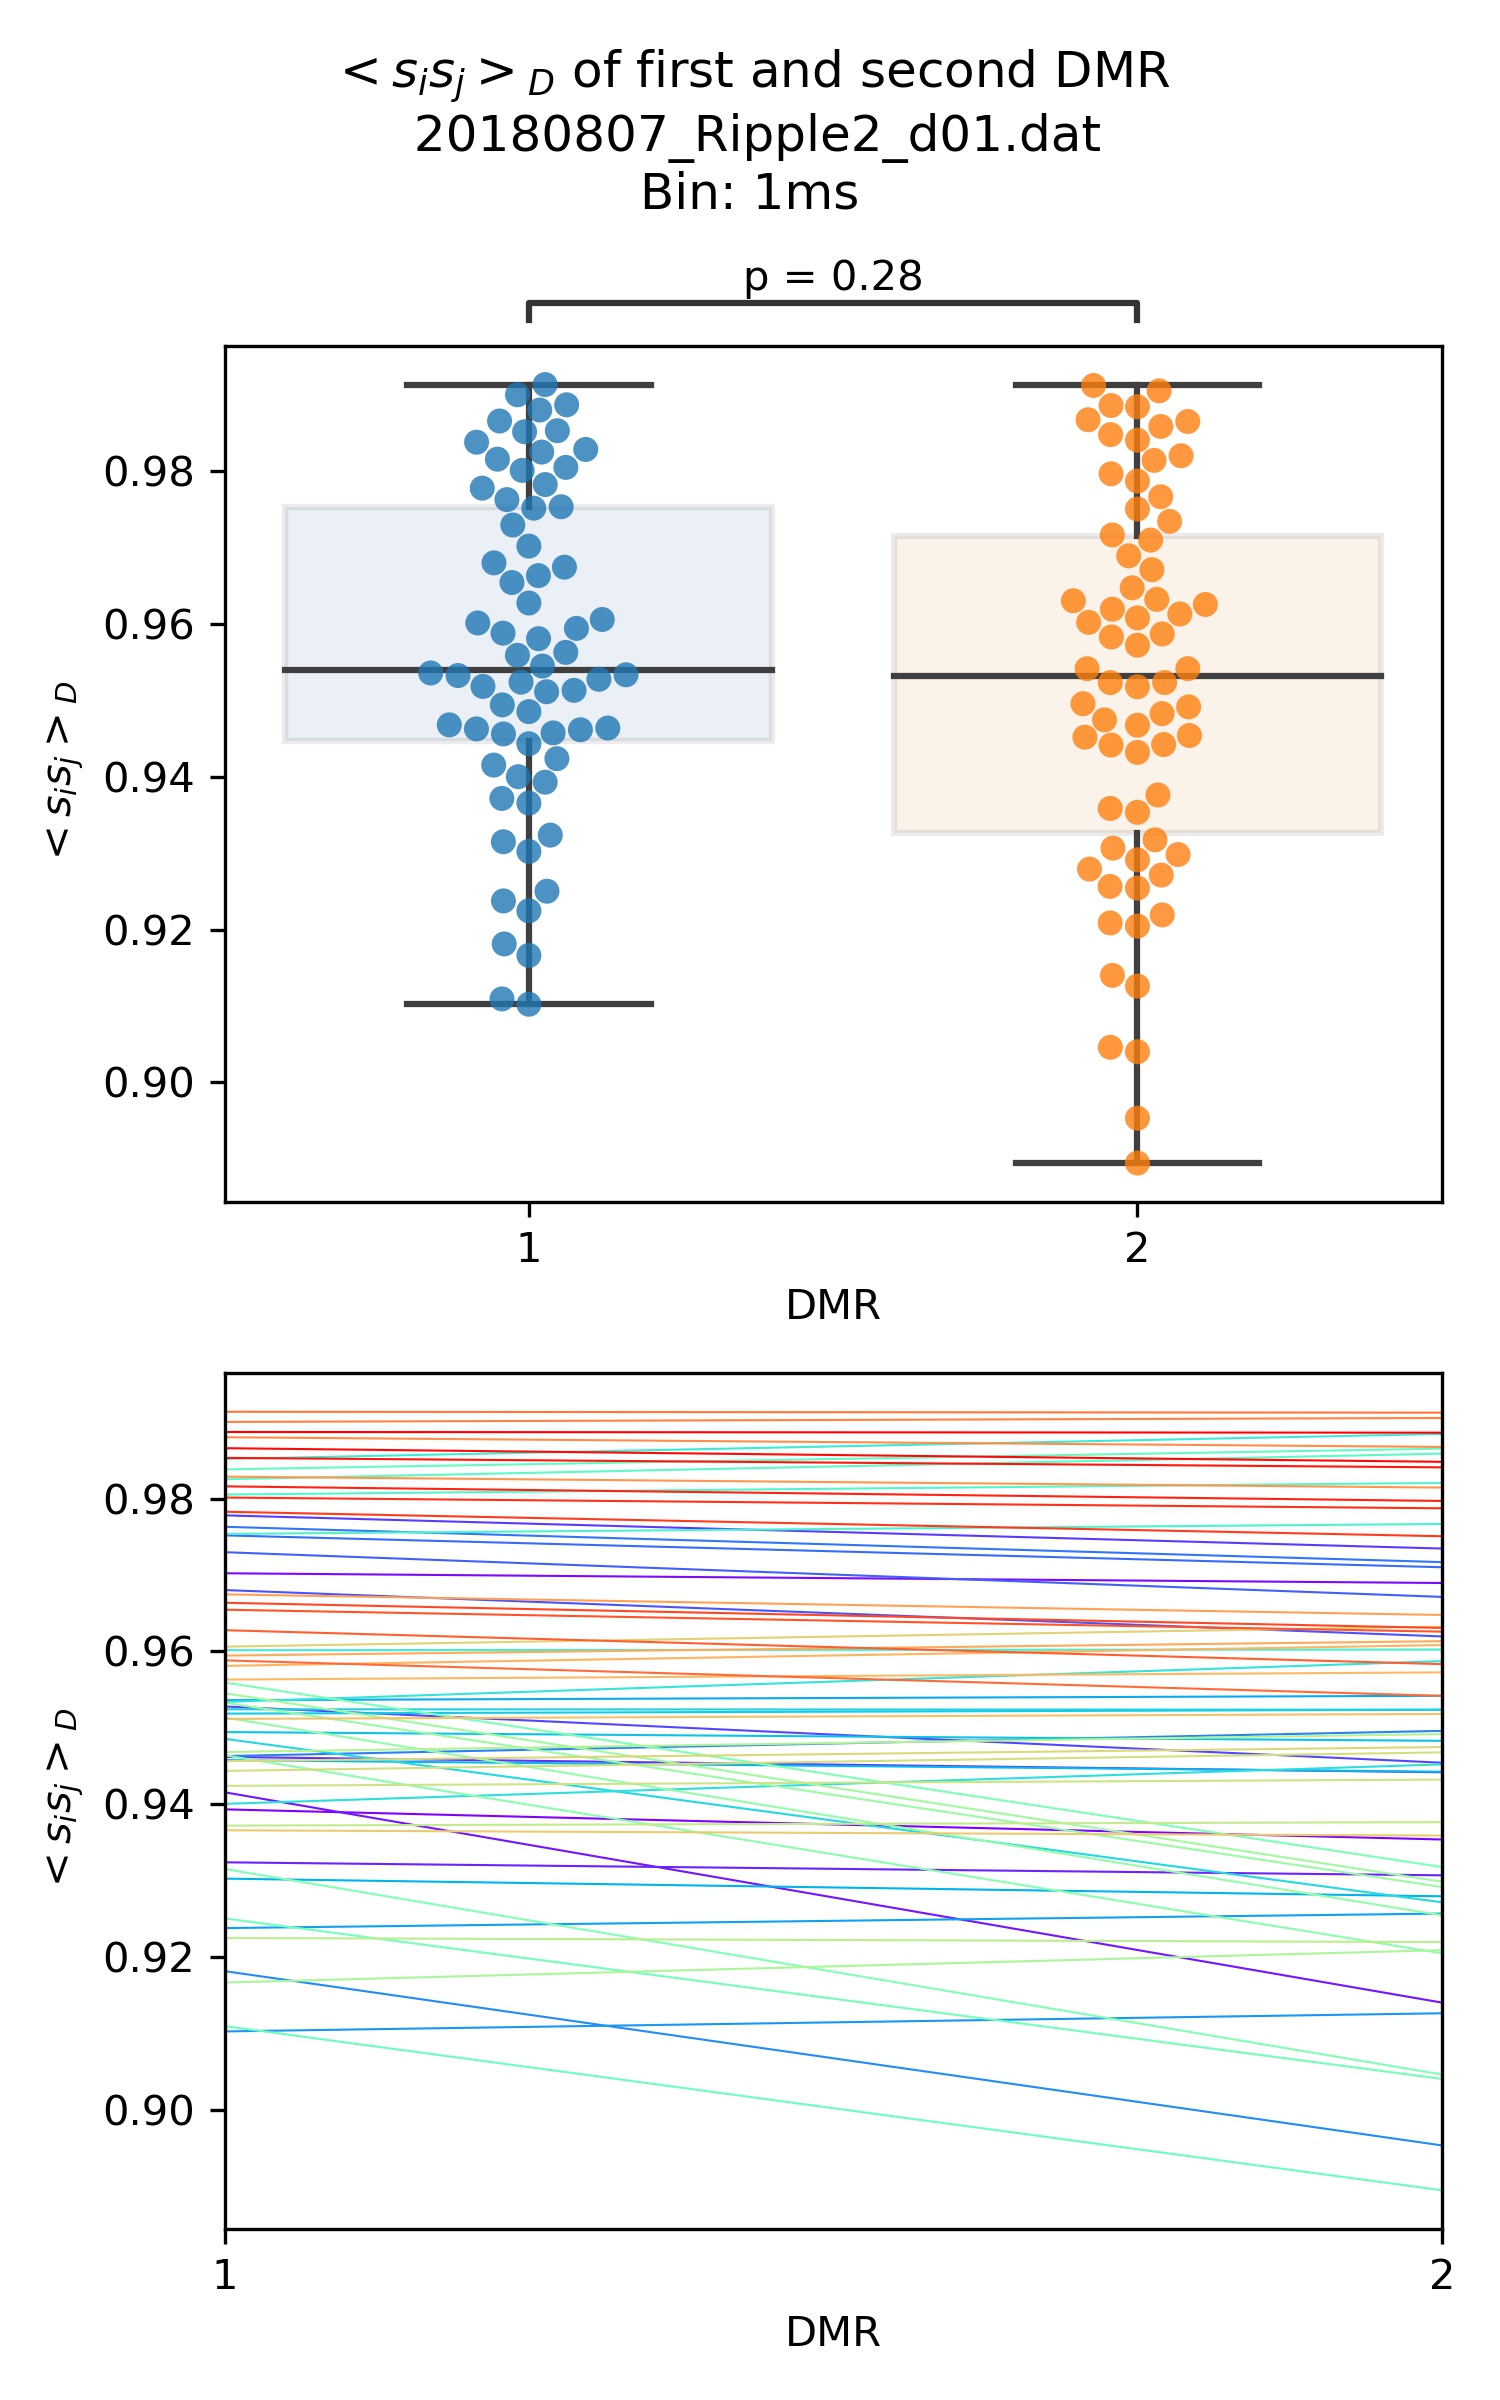 < s_i s_j >_D of first and second DMR
20180807_Ripple2_d01.dat
Bin: 1ms
p = 0.28
< s_i s_j >_D
0.98
0.96
0.94
0.92
0.90
1
2
DMR
< s_i s_j >_D
0.98
0.96
0.94
0.92
0.90
1
2
DMR